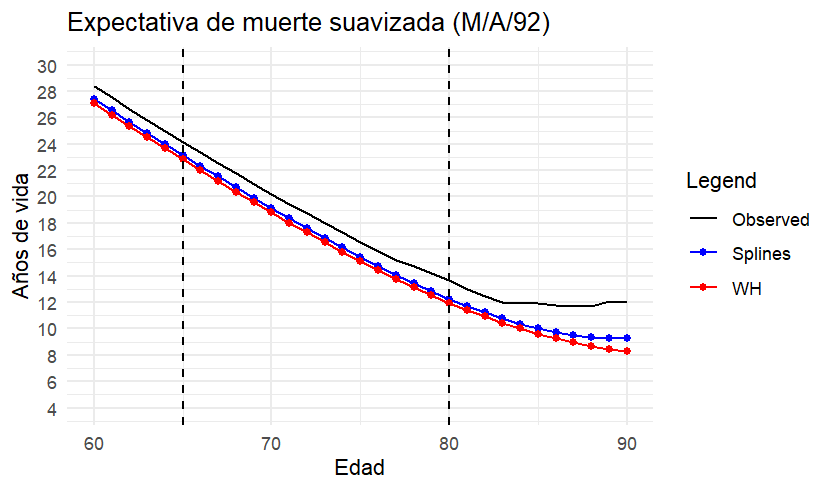 Expectativa de muerte suavizada (M/A/92)
Años de vida
30
28
26
24
22
20
18
16
14
12
10
8
6
4
60 70 80 90
Edad
Legend
Observed
Splines
WH